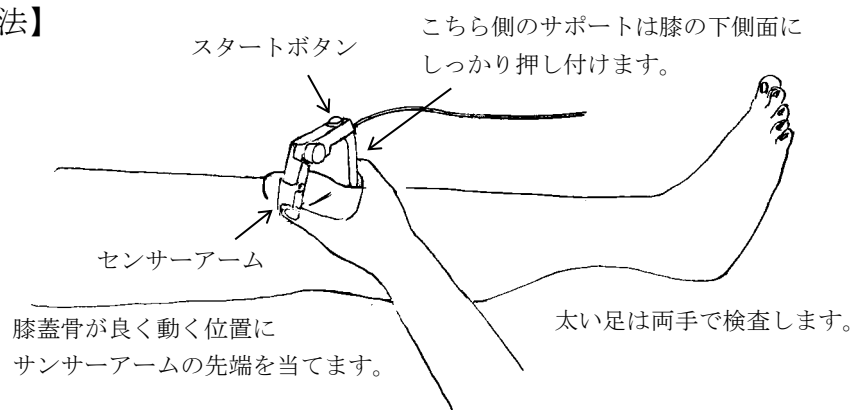 法】
スタートボタン
こちら側のサポートは膝の下側面に
しっかり押し付けます。
センサーアーム
膝蓋骨が良く動く位置に
サンサーアームの先端を当てます。
太い足は両手で検査します。